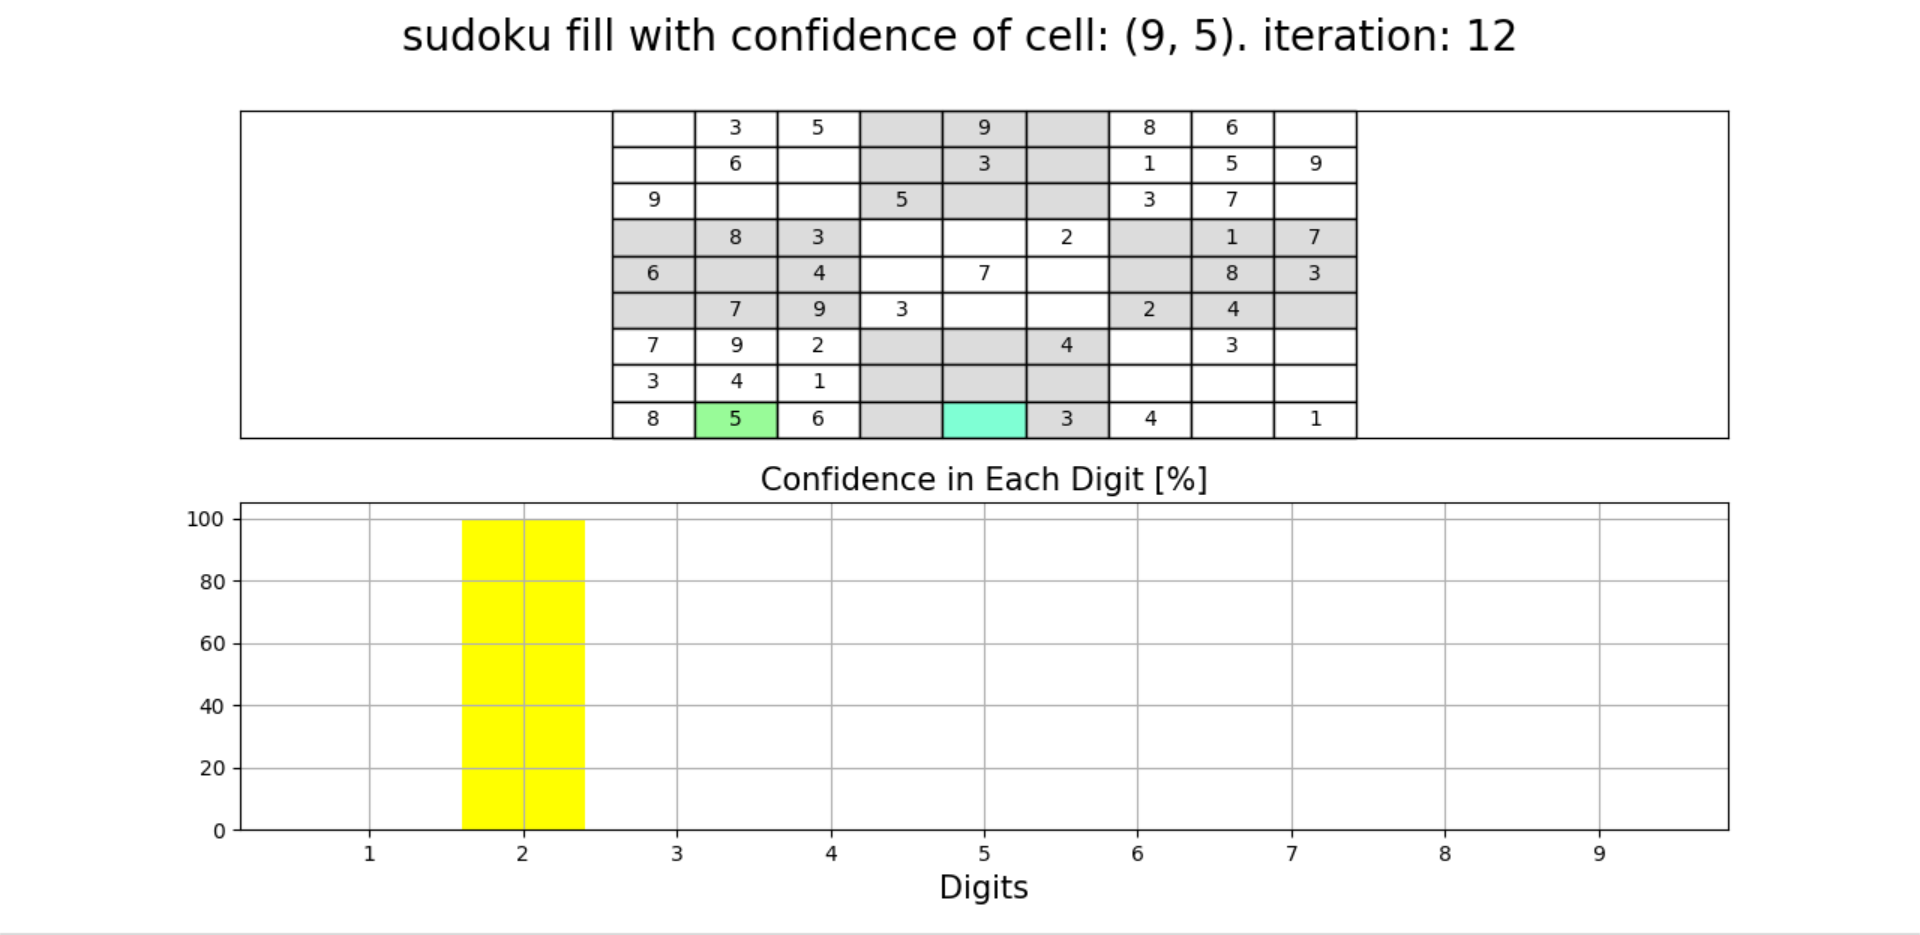 sudoku fill with confidence of cell: (9, 5). iteration: 12
3 5 9 8 6
6 3 1 5 9
9 5 3 7
8 3 2 1 7
6 4 7 8 3
7 9 3 2 4
7 9 2 4 3
3 4 1
8 5 6 3 4 1
Confidence in Each Digit [%]
100
80
60
40
20
0
1 2 3 4 5 6 7 8 9
Digits